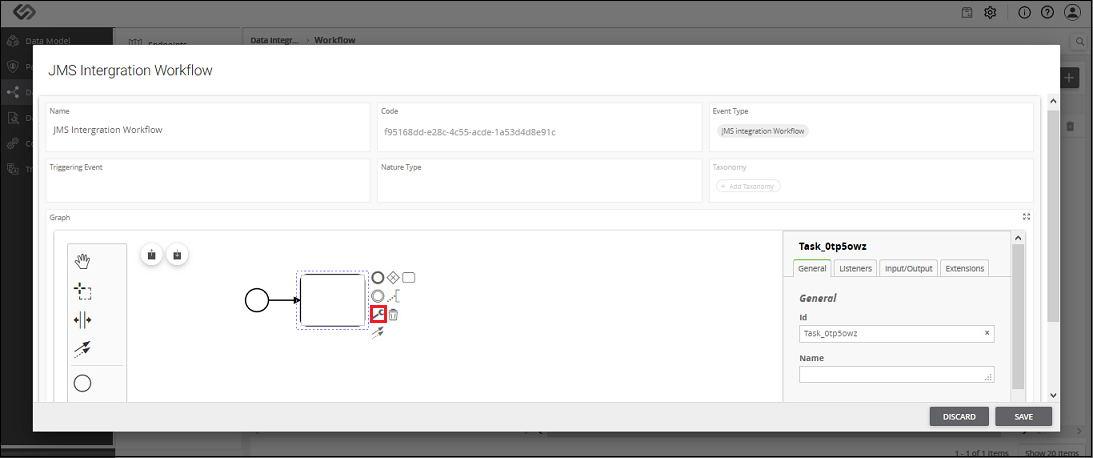 Data Model
Endpoints
Data Integr... > Workflow
JMS Intergration Workflow
Name
JMS Intergration Workflow
Code
f95168dd-e28c-4c55-acde-1a53d4d8e91c
Event Type
JMS integration Workflow
Triggering Event
Nature Type
Taxonomy
+ Add Taxonomy
Graph
Task_0tp5owz
General
Listeners
Input/Output
Extensions
General
Id
Task_0tp5owz
Name
DISCARD
SAVE
1 - 1 of 1 Items
Show 20 Items